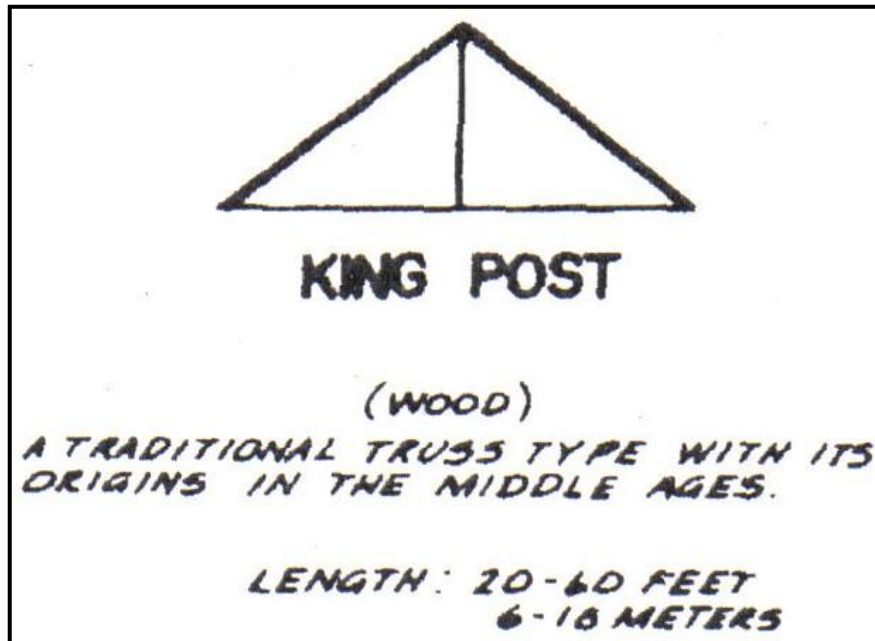 KING POST
(WOOD)
A TRADITIONAL TRUSS TYPE WITH ITS
ORIGINS IN THE MIDDLE AGES.
LENGTH: 20-60 FEET
6-18 METERS